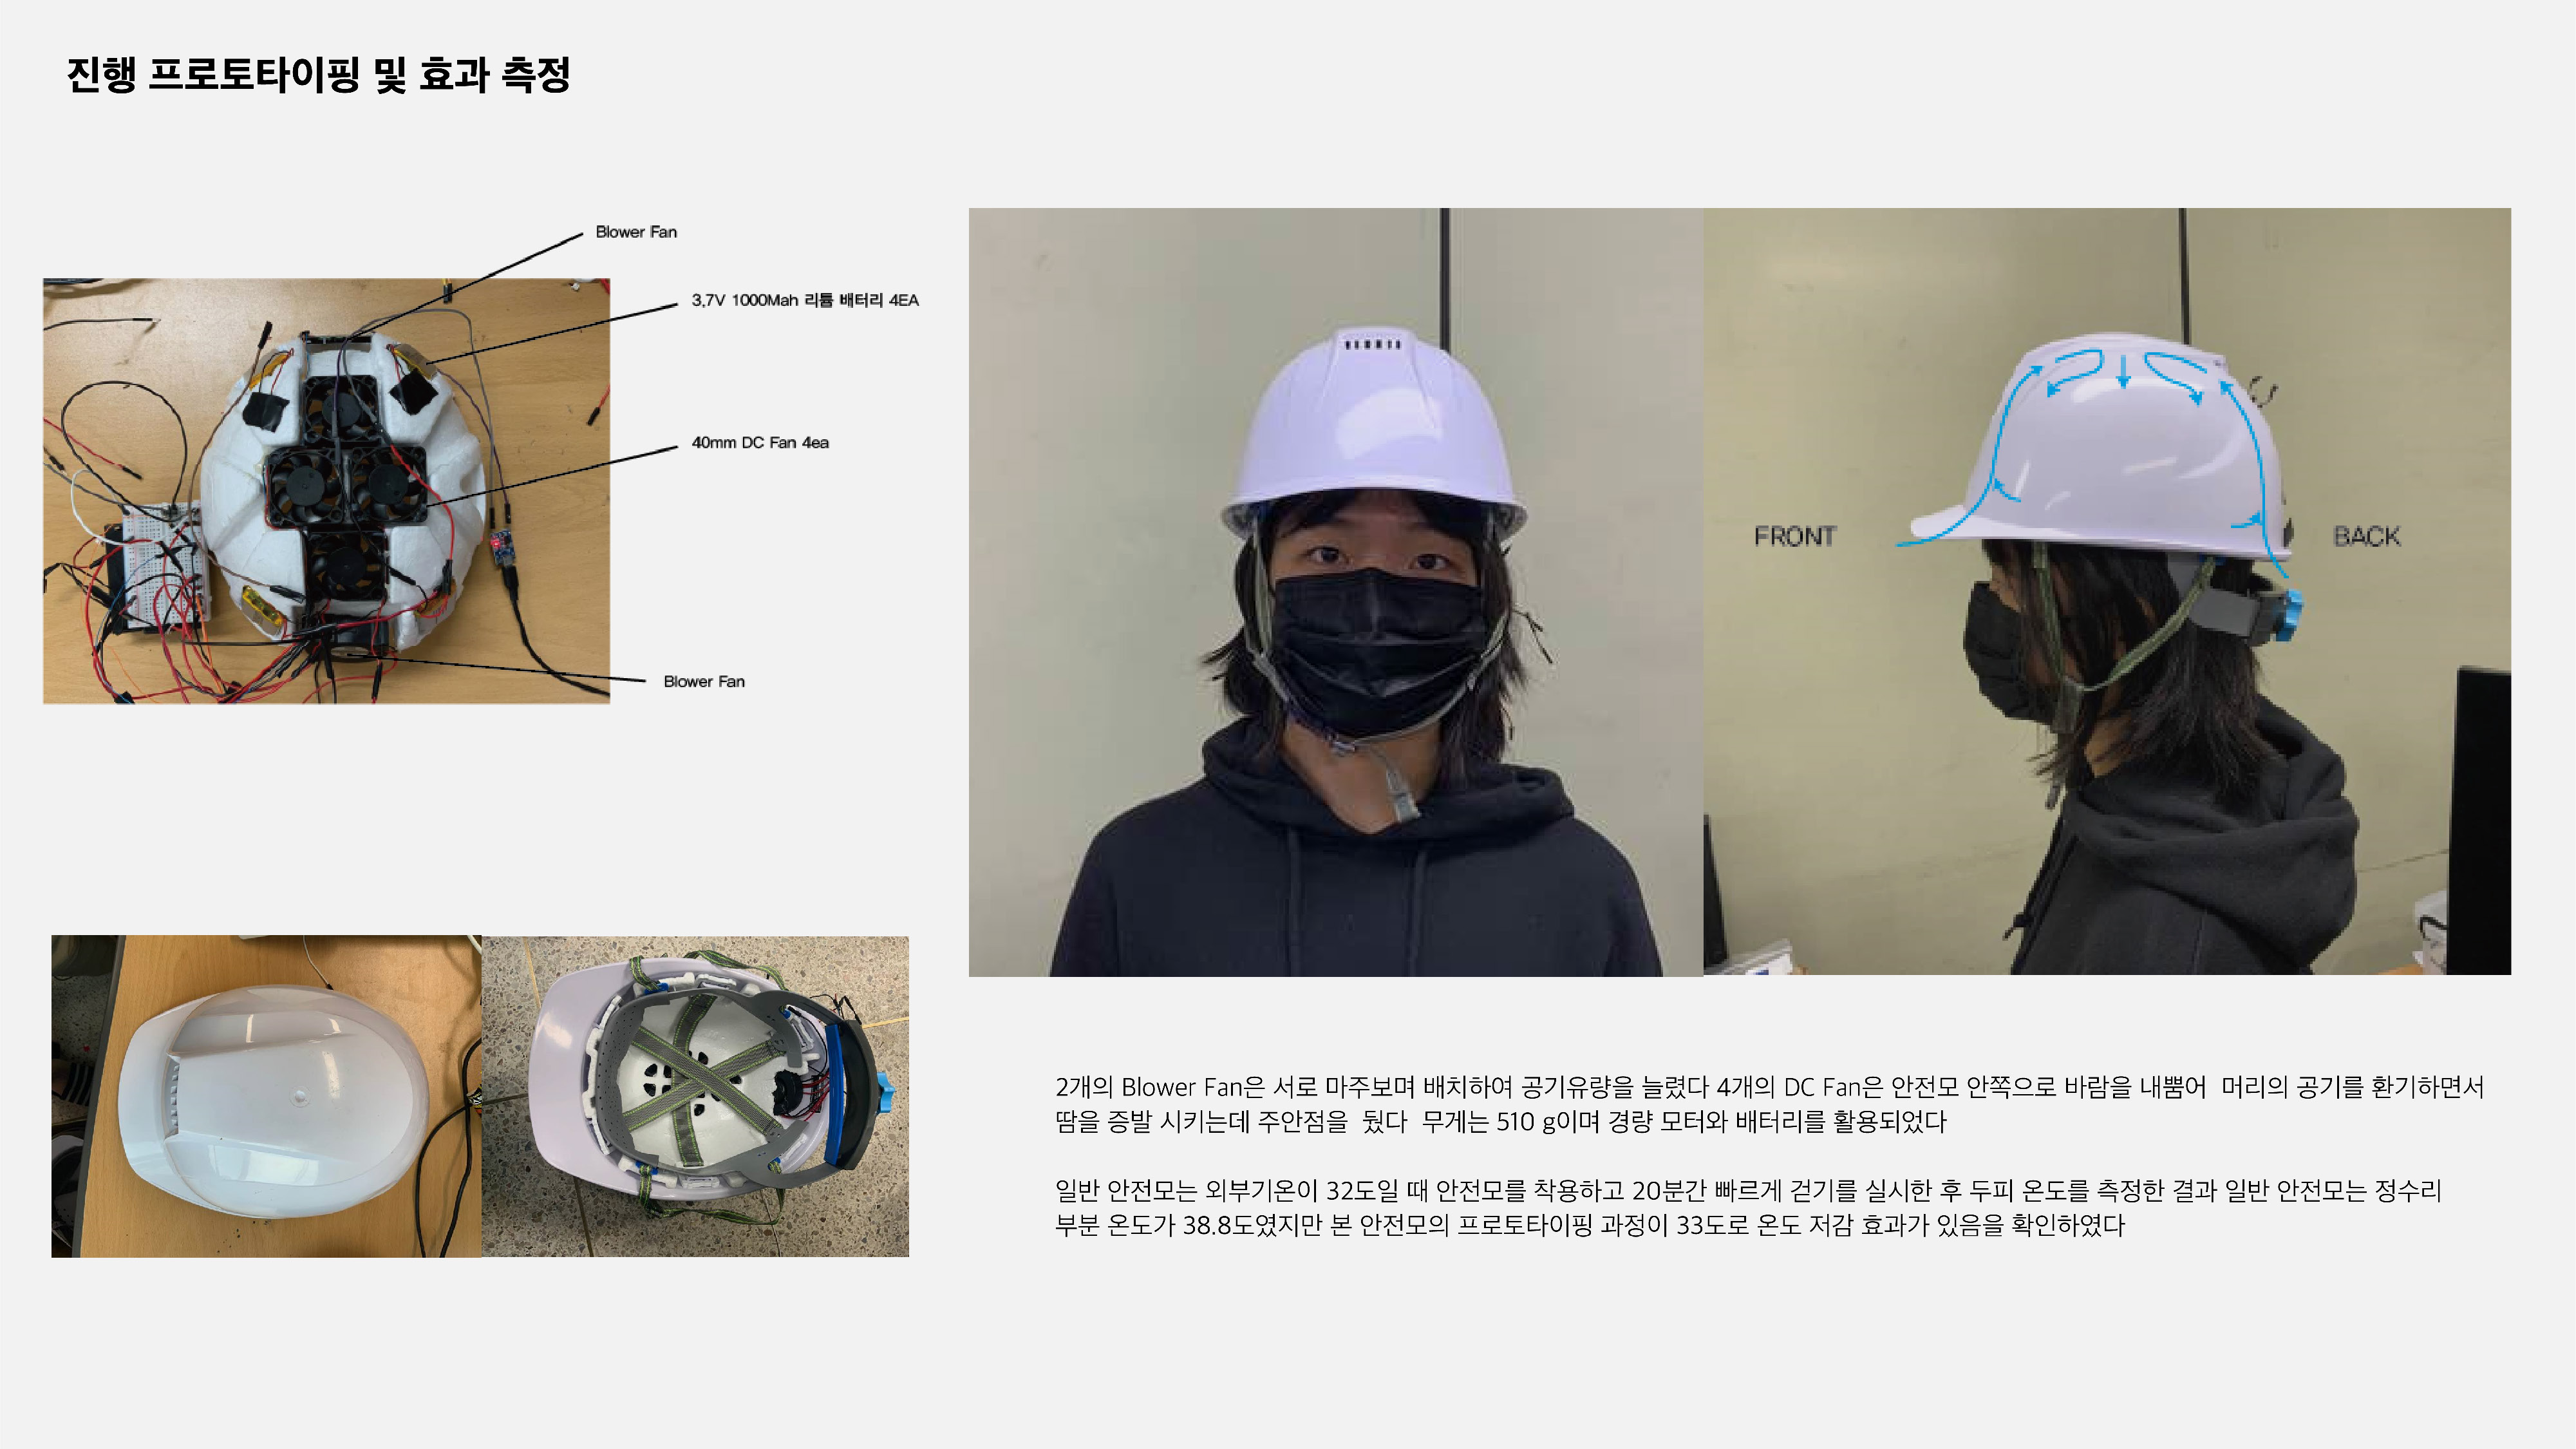 진행 프로토타이핑 및 효과 측정
Blower Fan
3.7V 1000Mah 리튬 배터리 4EA
40mm DC Fan 4ea
Blower Fan
FRONT
BACK
2개의 Blower Fan은 서로 마주보며 배치하여 공기유량을 늘렸다 4개의 DC Fan은 안전모 안쪽으로 바람을 내뿜어 머리의 공기를 환기하면서
땀을 증발 시키는데 주안점을 뒀다 무게는 510 g이며 경량 모터와 배터리를 활용되었다
일반 안전모는 외부기온이 32도일 때 안전모를 착용하고 20분간 빠르게 걷기를 실시한 후 두피 온도를 측정한 결과 일반 안전모는 정수리
부분 온도가 38.8도였지만 본 안전모의 프로토타이핑 과정이 33도로 온도 저감 효과가 있음을 확인하였다